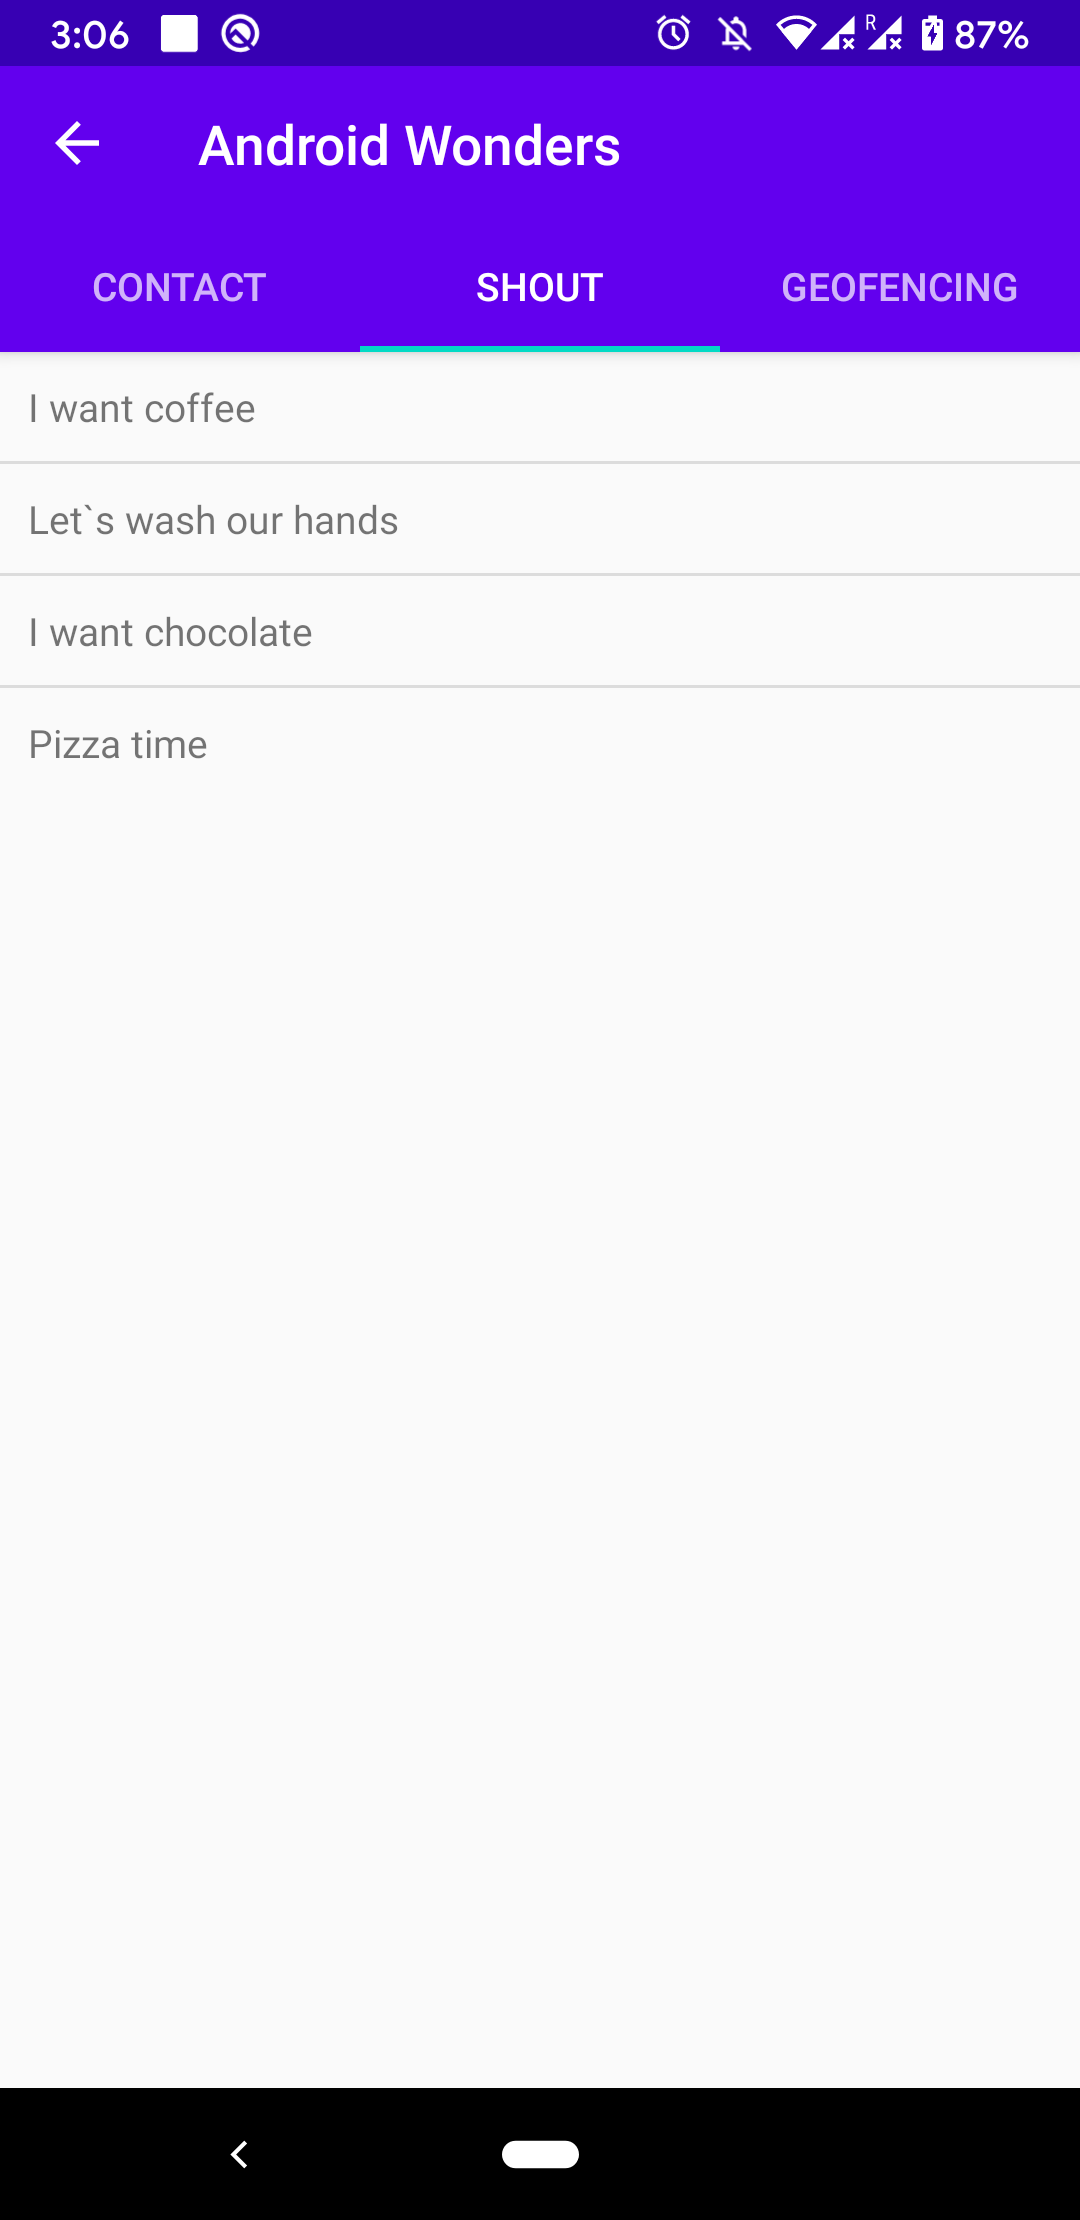 3:06
R
87%
Android Wonders
CONTACT
SHOUT
GEOFENCING
I want coffee
Let`s wash our hands
I want chocolate
Pizza time